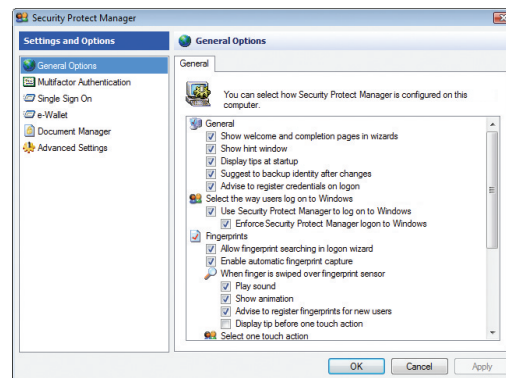 Security Protect Manager
Settings and Options
General Options
Multifactor Authentication
Single Sign On
e-Wallet
Document Manager
Advanced Settings
General Options
General
You can select how Security Protect Manager is configured on this
computer.
General
Show welcome and completion pages in wizards
Show hint window
Display tips at startup
Suggest to backup identity after changes
Advise to register credentials on logon
Select the way users log on to Windows
Use Security Protect Manager to log on to Windows
Enforce Security Protect Manager logon to Windows
Fingerprints
Allow fingerprint searching in logon wizard
Enable automatic fingerprint capture
When finger is swiped over fingerprint sensor
Play sound
Show animation
Advise to register fingerprints for new users
Display tip before one touch action
Select one touch action
OK
Cancel
Apply